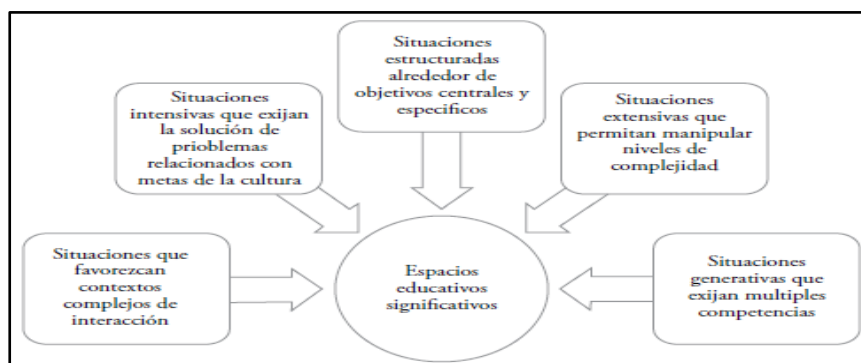 Situaciones
estructuradas
alrededor de
objetivos centrales y
especificos
Situaciones
intensivas que exijan
la solución de
prioblemas
relacionados con
metas de la cultura
Situaciones
extensivas que
permitan manipular
niveles de
complejidad
Situaciones que
favorezcan
contextos
complejos de
interacción
Espacios
educativos
significativos
Situaciones
generativas que
exijan multiples
competencias